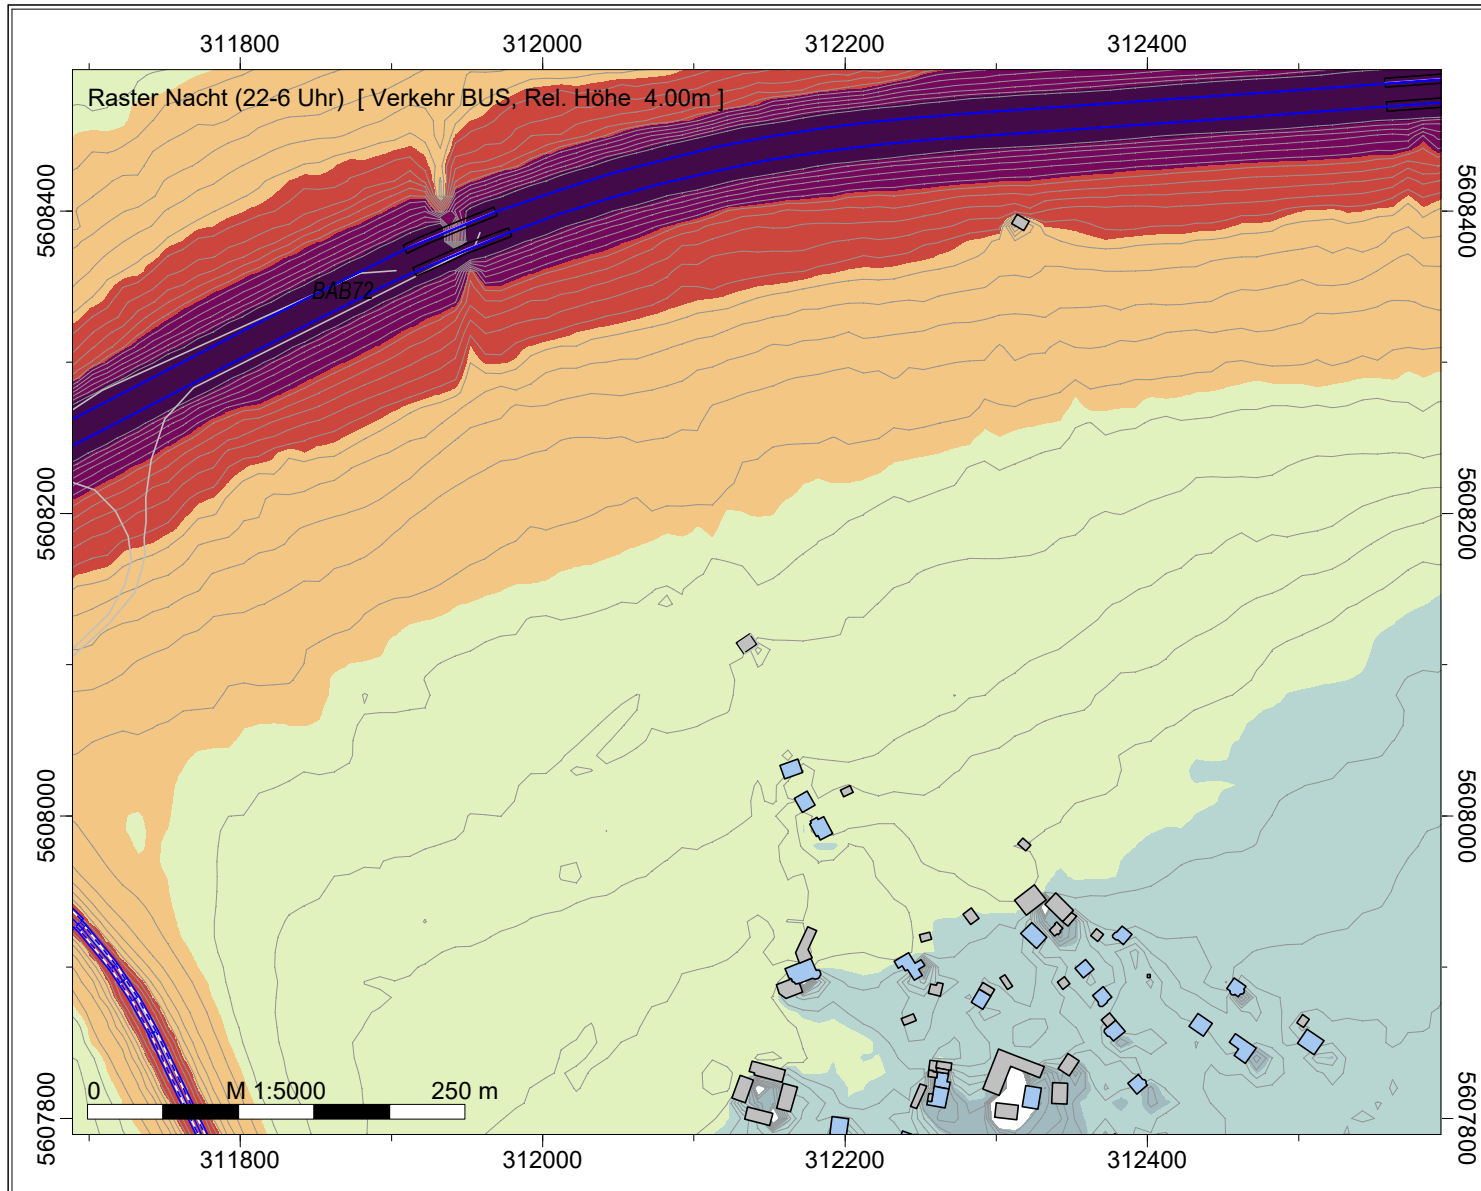 311800 312000 312200 312400
Raster Nacht (22-6 Uhr) [ Verkehr BUS, Rel. Höhe 4.00m ]
5608400 5608400
BAB72
5608200 5608200
5608000 5608000
0 M 1:5000 250 m
5607800 5607800
311800 312000 312200 312400